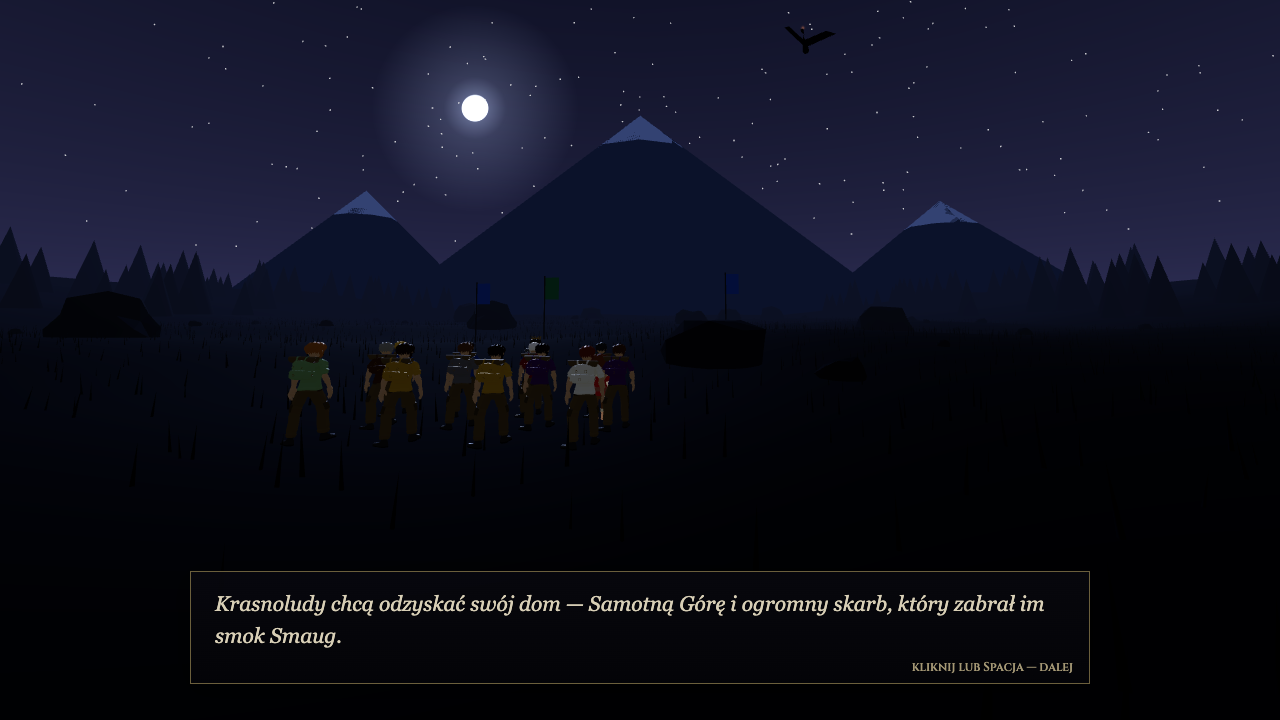 Krasnoludy chcą odzyskać swój dom — Samotną Górę i ogromny skarb, który zabrał im
smok Smaug.
KLIKNIJ LUB SPACJA — DALEJ